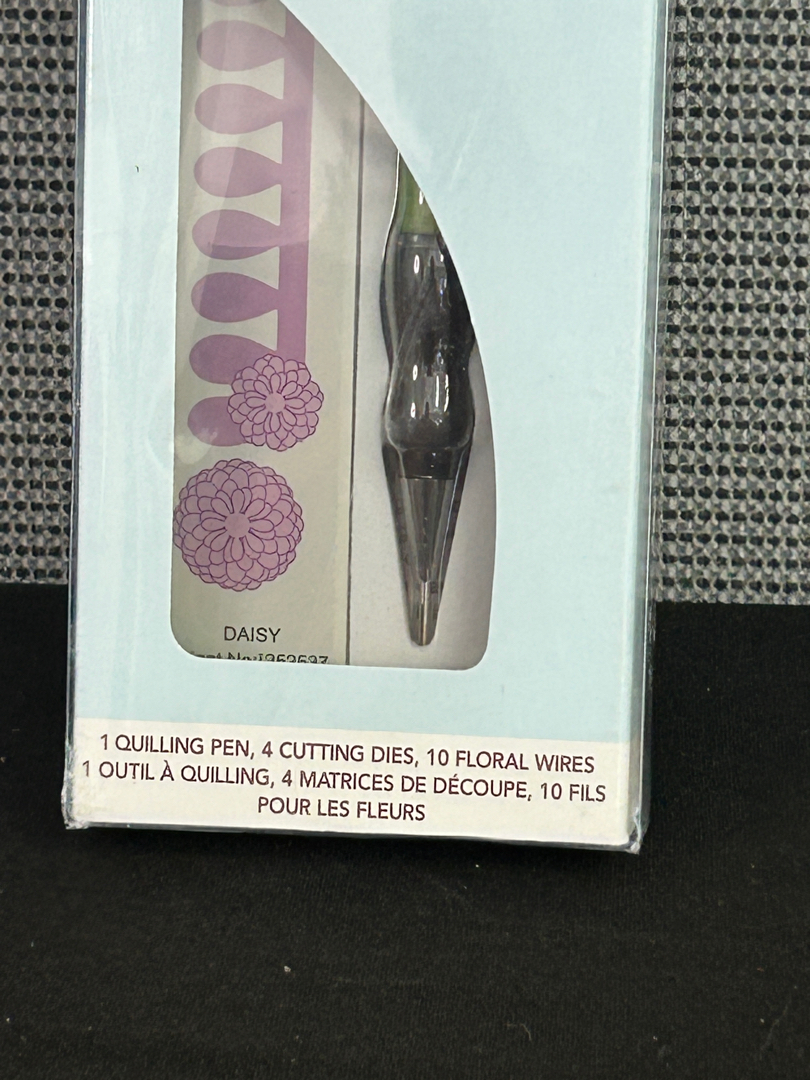 DAISY
1 QUILLING PEN, 4 CUTTING DIES, 10 FLORAL WIRES
1 OUTIL À QUILLING, 4 MATRICES DE DÉCOUPE, 10 FILS
POUR LES FLEURS